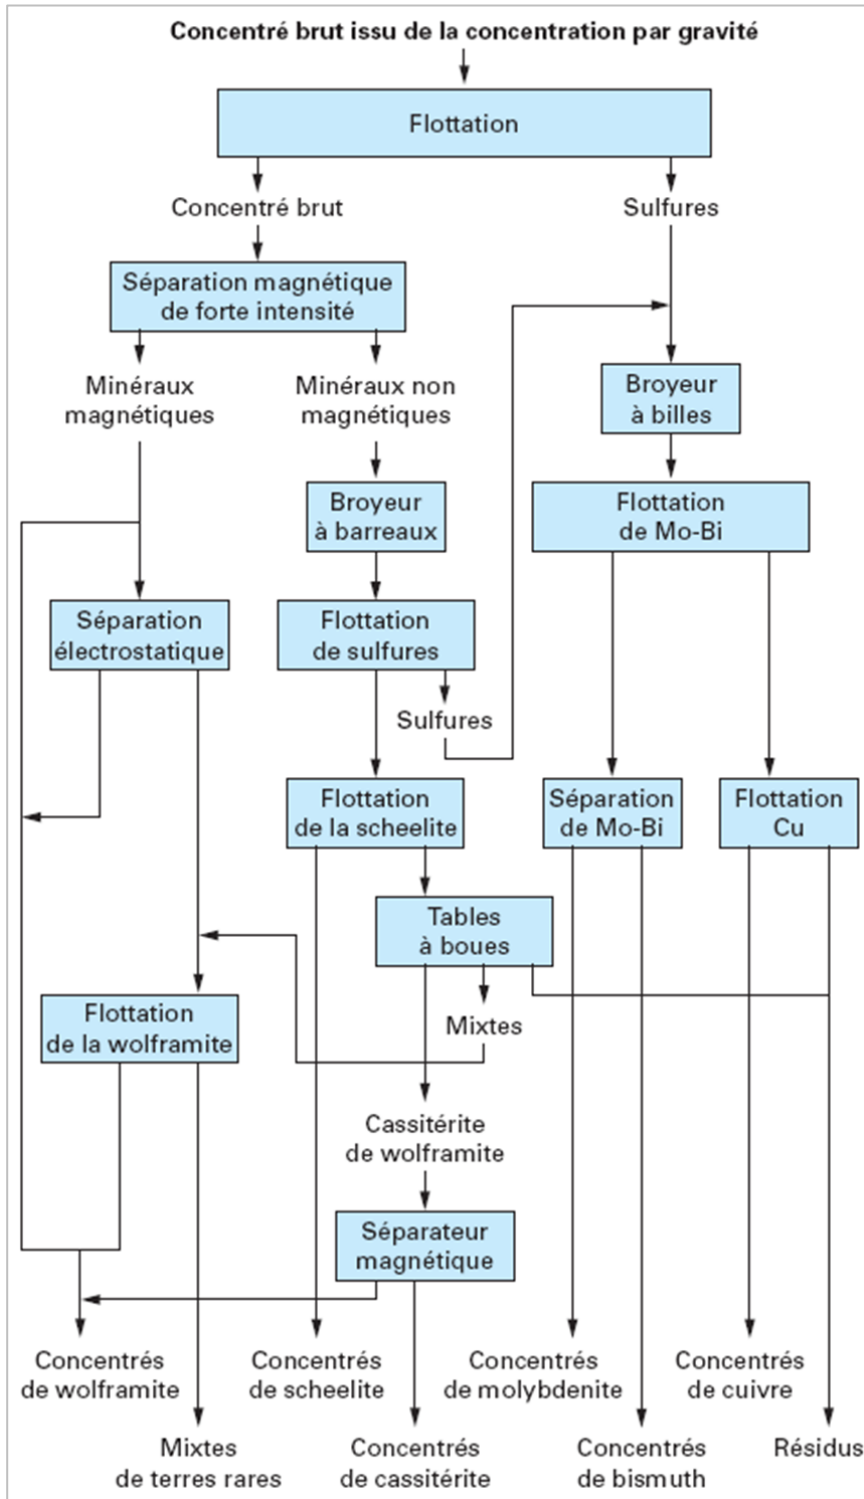 Concentré brut issu de la concentration par gravité
Flottation
Concentré brut
Sulfures
Séparation magnétique
de forte intensité
Minéraux
magnétiques
Minéraux non
magnétiques
Broyeur
à billes
Broyeur
à barreaux
Flottation
de Mo-Bi
Séparation
électrostatique
Flottation
de sulfures
Sulfures
Flottation
de la scheelite
Séparation
de Mo-Bi
Flottation
Cu
Tables
à boues
Flottation
de la wolframite
Mixtes
Cassitérite
de wolframite
Séparateur
magnétique
Concentrés
de wolframite
Concentrés
de scheelite
Concentrés
de molybdenite
Concentrés
de cuivre
Mixtes
de terres rares
Concentrés
de cassitérite
Concentrés
de bismuth
Résidus